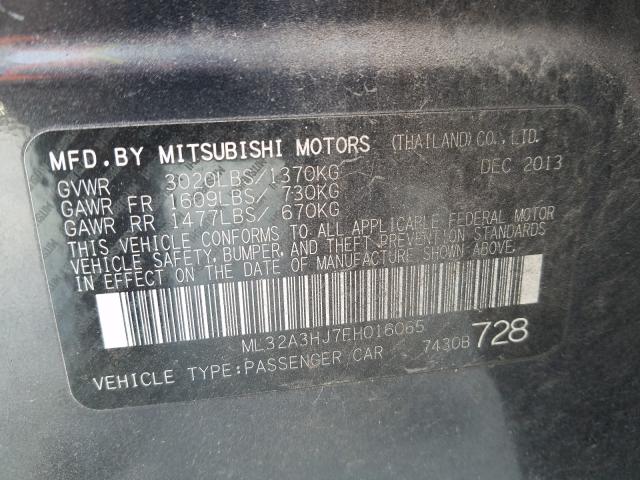 MFD.BY MITSUBISHI MOTORS (THAILAND) CO., LTD.
GVWR 3020LBS/1370KG DEC 2013
GAWR FR 1609LBS/ 730KG
GAWR RR 1477LBS/ 670KG
THIS VEHICLE CONFORMS TO ALL APPLICABLE FEDERAL MOTOR
VEHICLE SAFETY, BUMPER, AND THEFT PREVENTION STANDARDS
IN EFFECT ON THE DATE OF MANUFACTURE SHOWN ABOVE.
ML32A3HJ7EH016065
VEHICLE TYPE:PASSENGER CAR 7430B 728